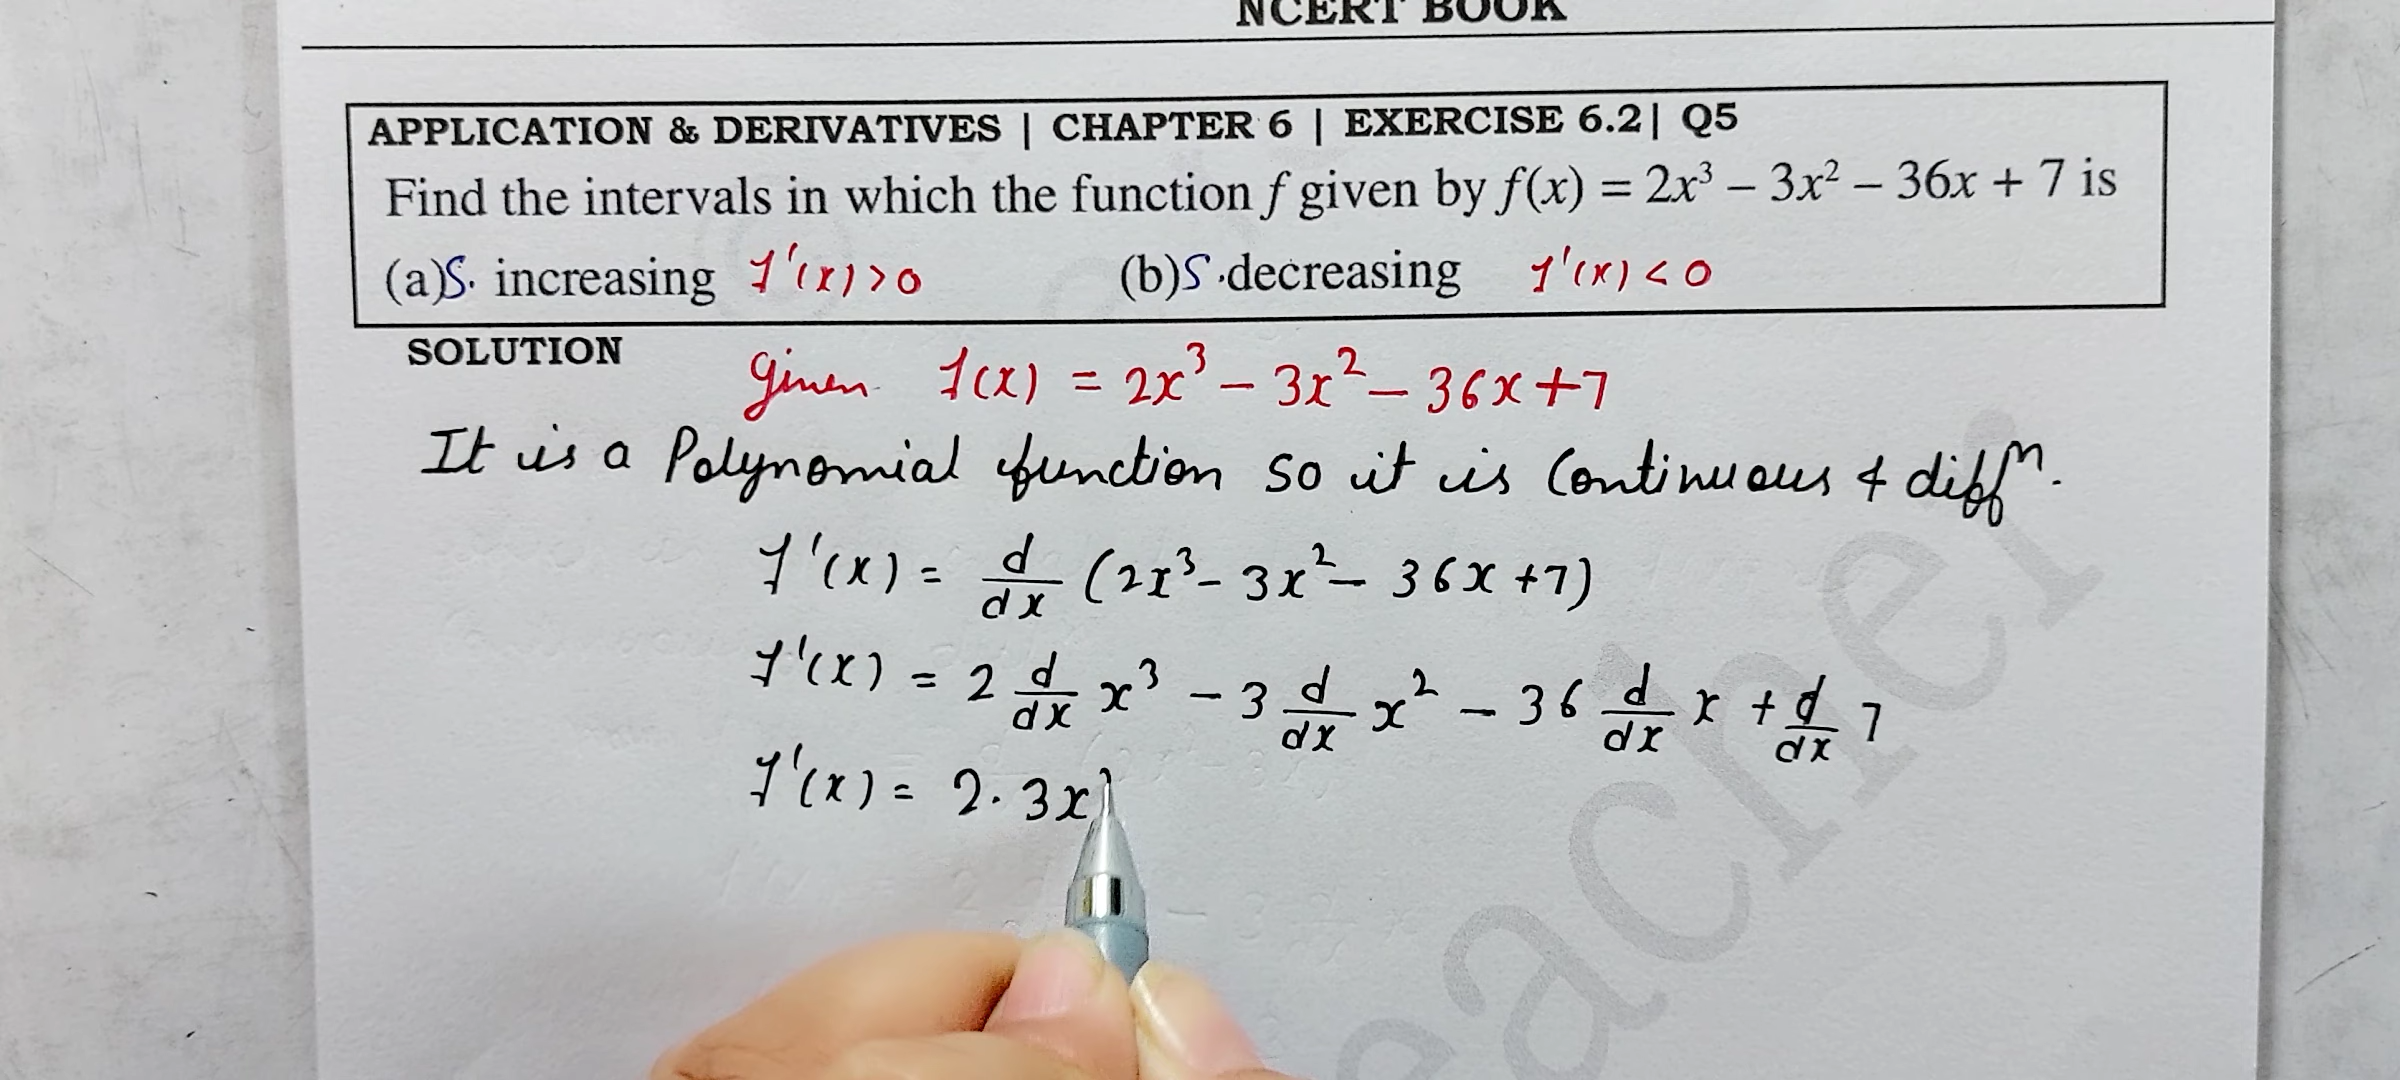 NCERT BOOK
APPLICATION & DERIVATIVES | CHAPTER 6 | EXERCISE 6.2| Q5
Find the intervals in which the function f given by f(x) = 2x³ – 3x² – 36x + 7 is
(a)S. increasing f'(x) > 0 (b)S. decreasing f'(x) < 0
SOLUTION Given f(x) = 2x³ – 3x² – 36x + 7
It is a Polynomial function so it is Continuous & diffⁿ.
f'(x) = d/dx (2x³ – 3x² – 36x + 7)
f'(x) = 2 d/dx x³ – 3 d/dx x² – 36 d/dx x + d/dx 7
f'(x) = 2 . 3x
eacher